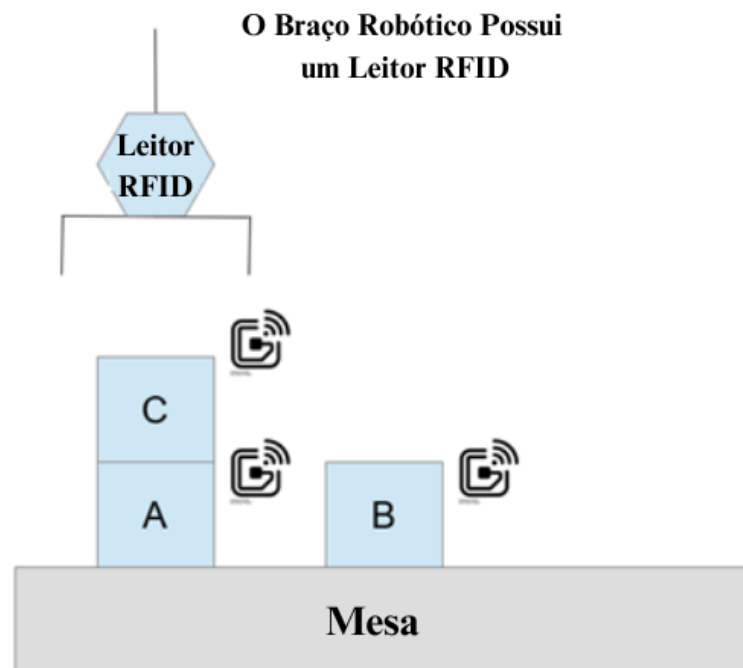 O Braço Robótico Possui
um Leitor RFID
Leitor
RFID
C
A
B
Mesa